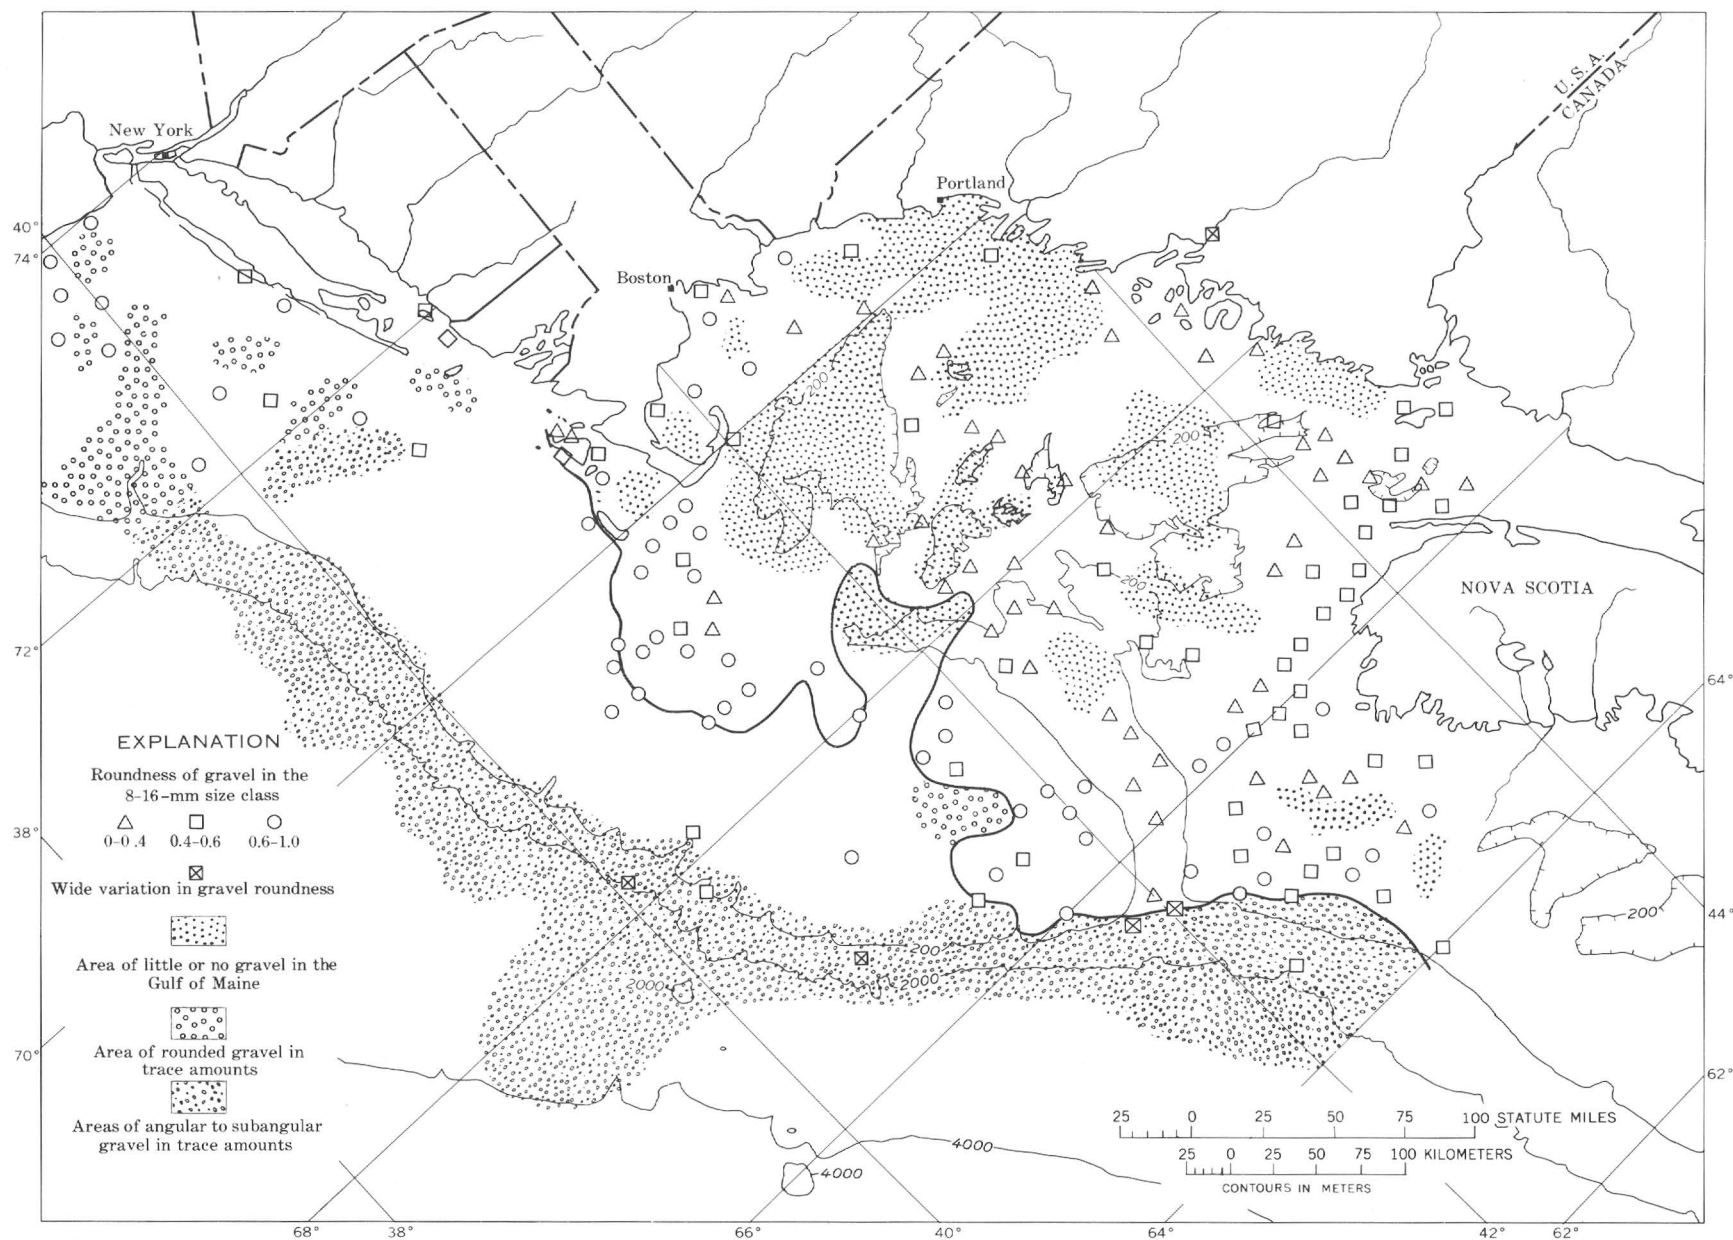 U.S.A.
CANADA
New York
Portland
40°
74°
Boston
200
200
200
NOVA SCOTIA
72°
64°
EXPLANATION
Roundness of gravel in the
8-16-mm size class
0-0.4 0.4-0.6 0.6-1.0
38°
Wide variation in gravel roundness
200
44°
Area of little or no gravel in the
Gulf of Maine
200
2000
2000
Area of rounded gravel in
trace amounts
70°
62°
Areas of angular to subangular
gravel in trace amounts
25 0 25 50 75 100 STATUTE MILES
25 0 25 50 75 100 KILOMETERS
CONTOURS IN METERS
4000
4000
68° 38° 66° 40° 64° 42° 62°